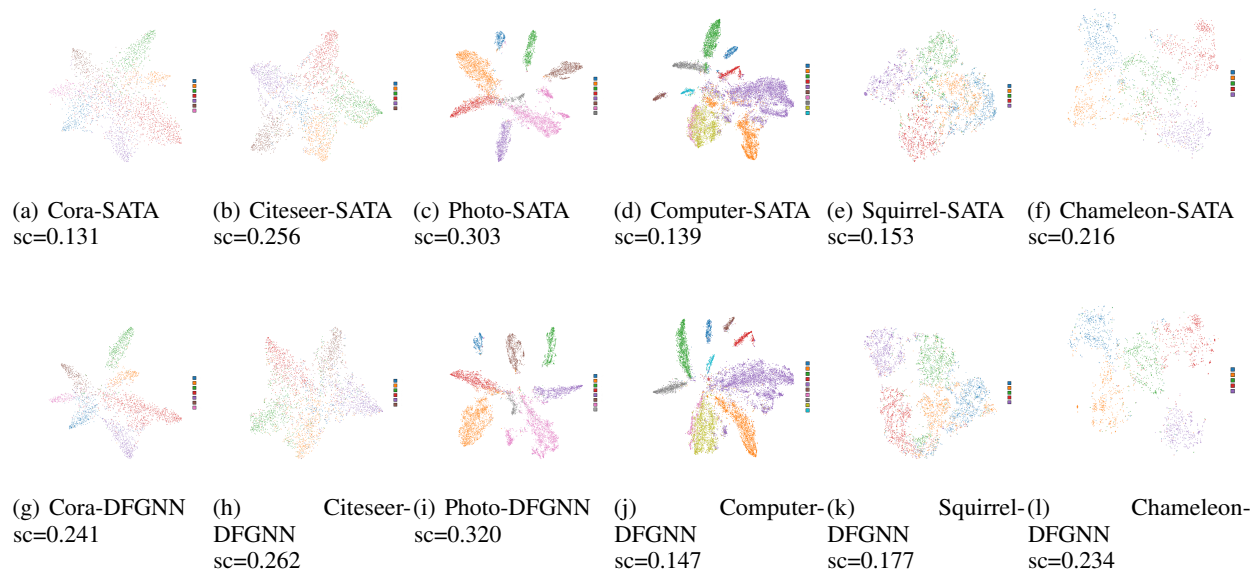 (a) Cora-SATA
sc=0.131
(b) Citeseer-SATA
sc=0.256
(c) Photo-SATA
sc=0.303
(d) Computer-SATA
sc=0.139
(e) Squirrel-SATA
sc=0.153
(f) Chameleon-SATA
sc=0.216
(g) Cora-DFGNN
sc=0.241
(h) Citeseer-
DFGNN
sc=0.262
(i) Photo-DFGNN
sc=0.320
(j) Computer-
DFGNN
sc=0.147
(k) Squirrel-
DFGNN
sc=0.177
(l) Chameleon-
DFGNN
sc=0.234